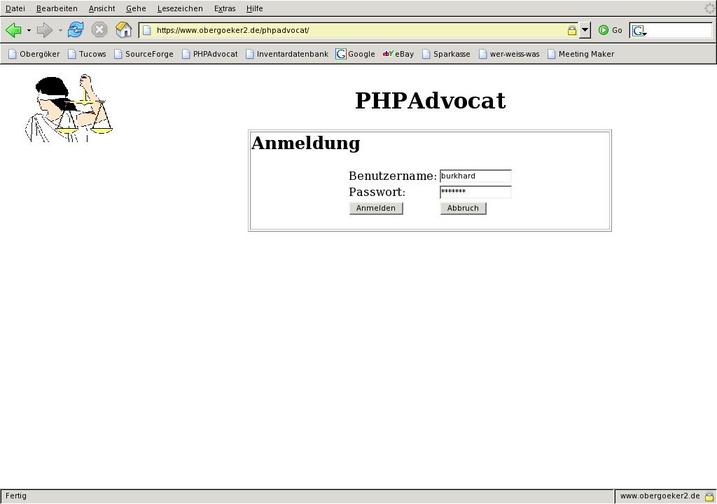 Datei Bearbeiten Ansicht Gehe Lesezeichen Extras Hilfe
https://www.obergoeker2.de/phpadvocat/ Go
Obergöker Tucows SourceForge PHPAdvocat Inventardatenbank Google eBay Sparkasse wer-weiss-was Meeting Maker
PHPAdvocat
Anmeldung
Benutzername: burkhard
Passwort: *******
Anmelden Abbruch
Fertig www.obergoeker2.de